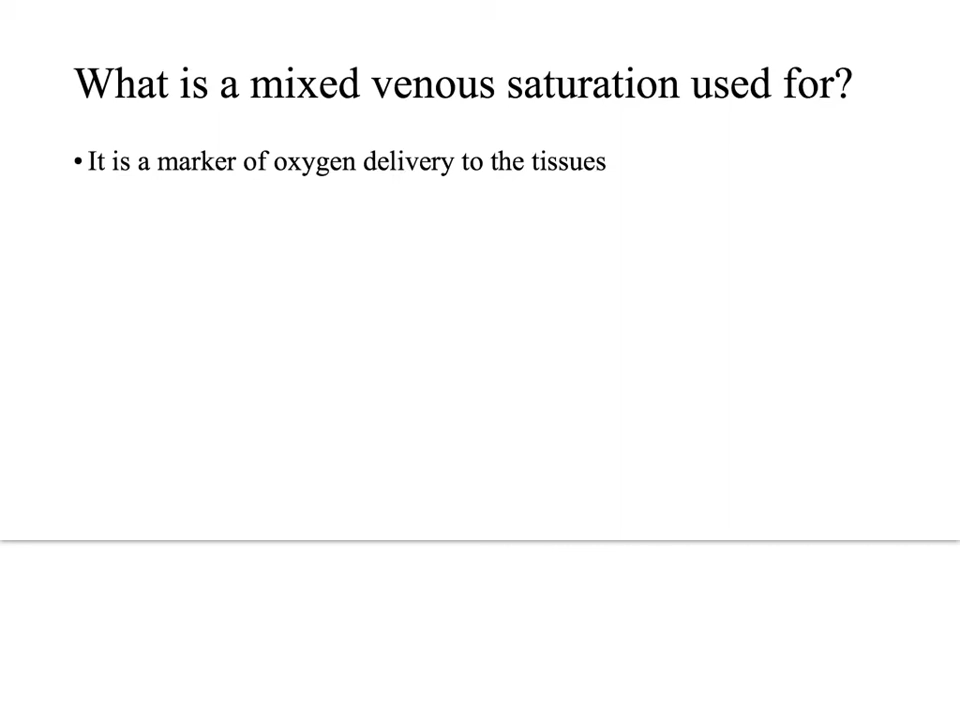 What is a mixed venous saturation used for?
• It is a marker of oxygen delivery to the tissues